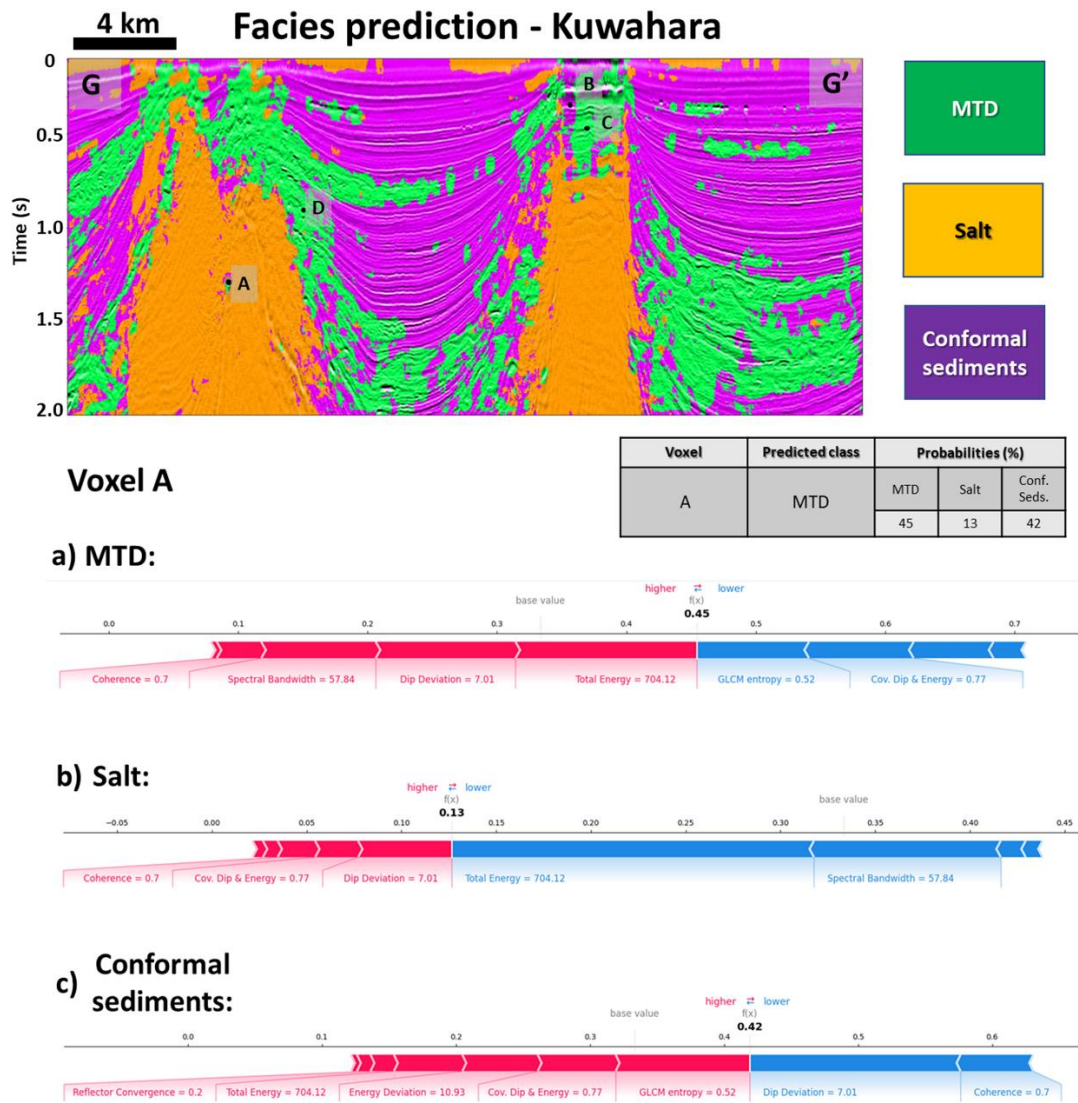 4 km
Facies prediction - Kuwahara
G
G’
0
0.5
1.0
1.5
2.0
Time (s)
B
C
D
A
MTD
Salt
Conformal
sediments
Voxel A
Voxel Predicted class Probabilities (%)
A MTD MTD Salt Conf.
Seds.
45 13 42
a) MTD:
higher lower
base value f(x)
0.45
0.0 0.1 0.2 0.3 0.4 0.5 0.6 0.7
Coherence = 0.7 Spectral Bandwidth = 57.84 Dip Deviation = 7.01 Total Energy = 704.12 GLCM entropy = 0.52 Cov. Dip & Energy = 0.77
b) Salt:
higher lower
f(x) base value
0.13
−0.05 0.00 0.05 0.10 0.15 0.20 0.25 0.30 0.35 0.40 0.45
Coherence = 0.7 Cov. Dip & Energy = 0.77 Dip Deviation = 7.01 Total Energy = 704.12 Spectral Bandwidth = 57.84
c) Conformal
sediments:
higher lower
base value f(x)
0.42
0.0 0.1 0.2 0.3 0.4 0.5 0.6
Reflector Convergence = 0.2 Total Energy = 704.12 Energy Deviation = 10.93 Cov. Dip & Energy = 0.77 GLCM entropy = 0.52 Dip Deviation = 7.01 Coherence = 0.7